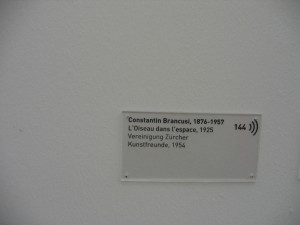 Constantin Brancusi, 1876-1957
L'Oiseau dans l'espace, 1925
Vereinigung Zürcher
Kunstfreunde, 1954
144